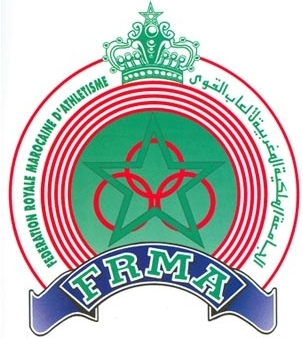 FEDERATION ROYALE MAROCAINE D'ATHLETISME
الجامعة الملكية المغربية لألعاب القوى
FRMA